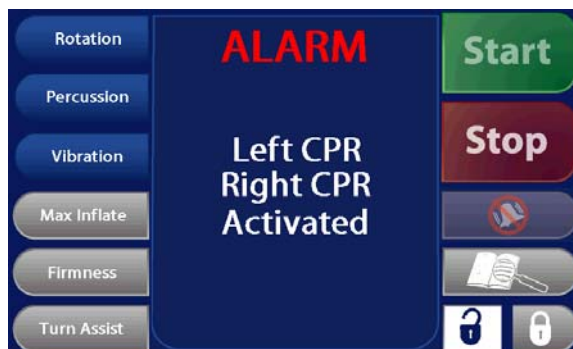 Rotation
Percussion
Vibration
Max Inflate
Firmness
Turn Assist
ALARM
Left CPR
Right CPR
Activated
Start
Stop